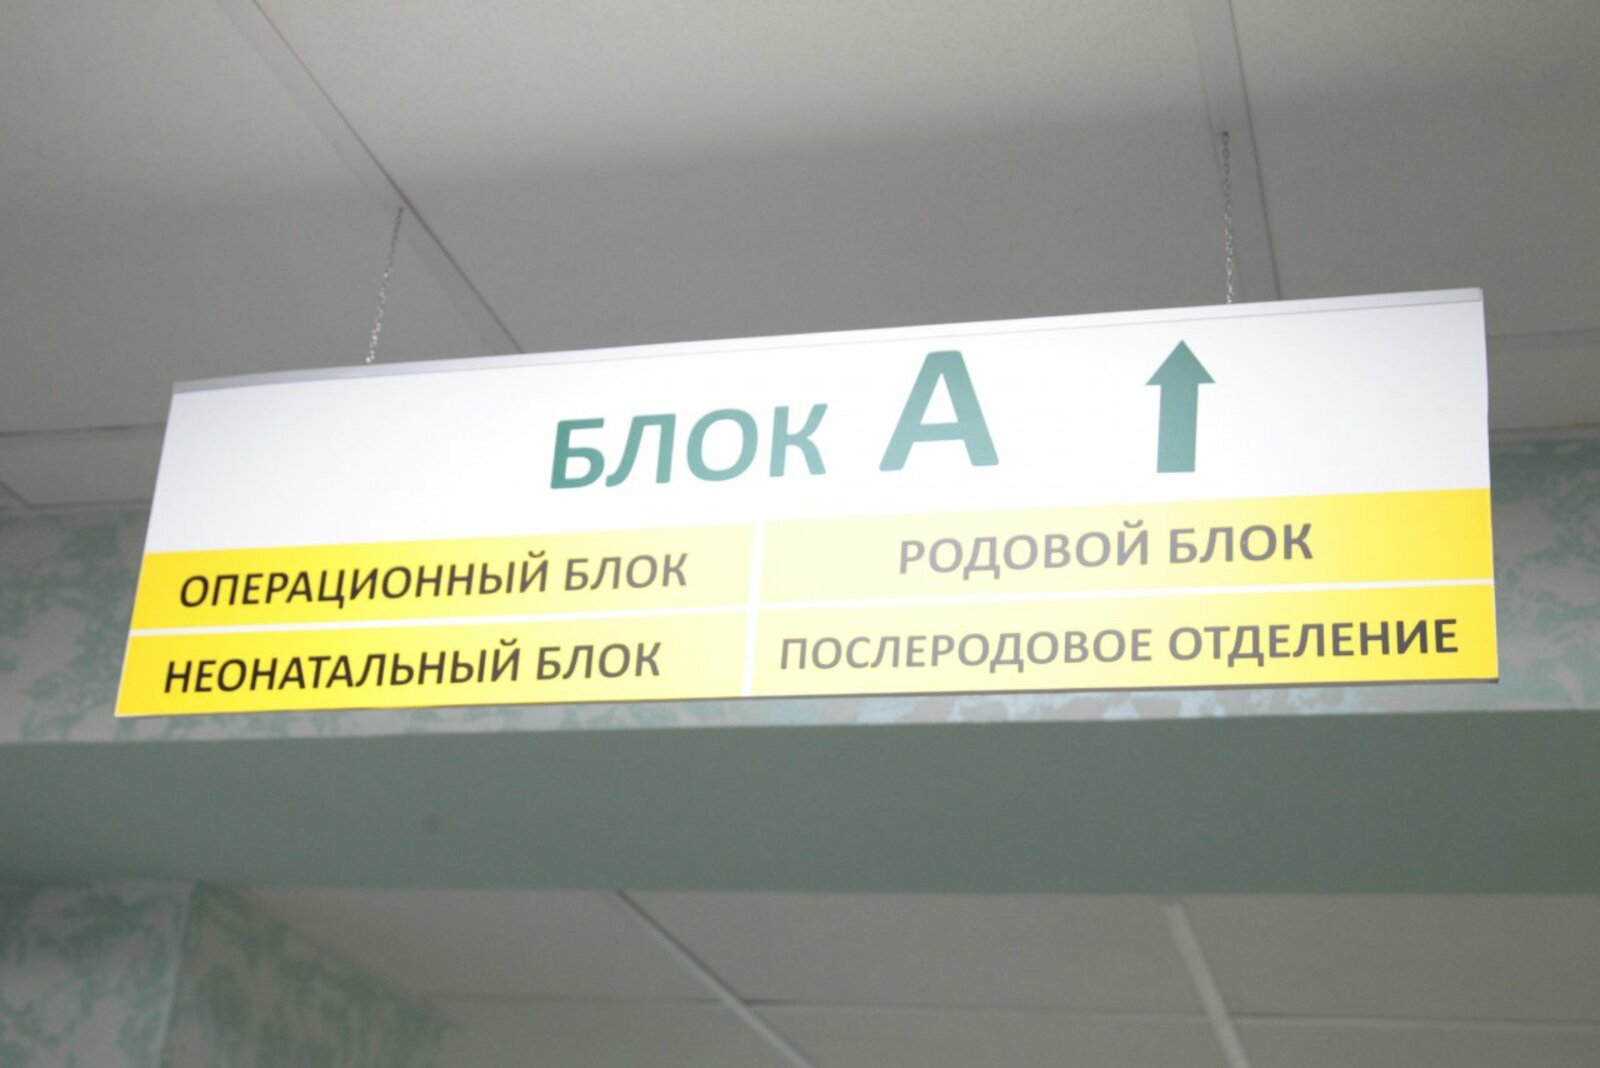 БЛОК А
ОПЕРАЦИОННЫЙ БЛОК
РОДОВОЙ БЛОК
НЕОНАТАЛЬНЫЙ БЛОК
ПОСЛЕРОДОВОЕ ОТДЕЛЕНИЕ